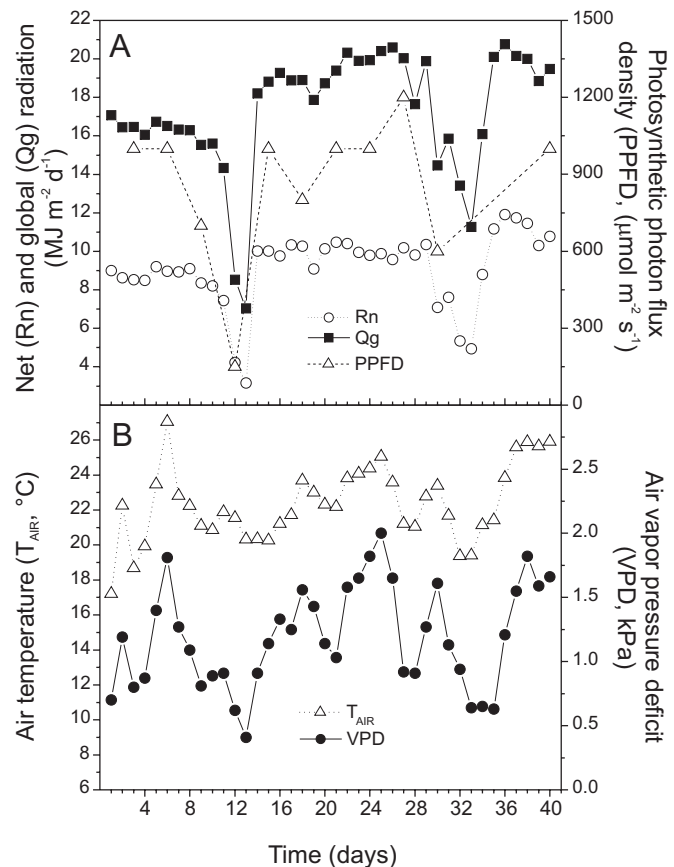 A
Net (Rn) and global (Qg) radiation
(MJ m⁻² d⁻¹)
22
20
18
16
14
12
10
8
6
4
1500
1200
900
600
300
0
Photosynthetic photon flux
density (PPFD, (μmol m⁻² s⁻¹)
Rn
Qg
PPFD
B
Air temperature (T_AIR, °C)
26
24
22
20
18
16
14
12
10
8
6
2.5
2.0
1.5
1.0
0.5
0.0
Air vapor pressure deficit
(VPD, kPa)
T_AIR
VPD
4 8 12 16 20 24 28 32 36 40
Time (days)